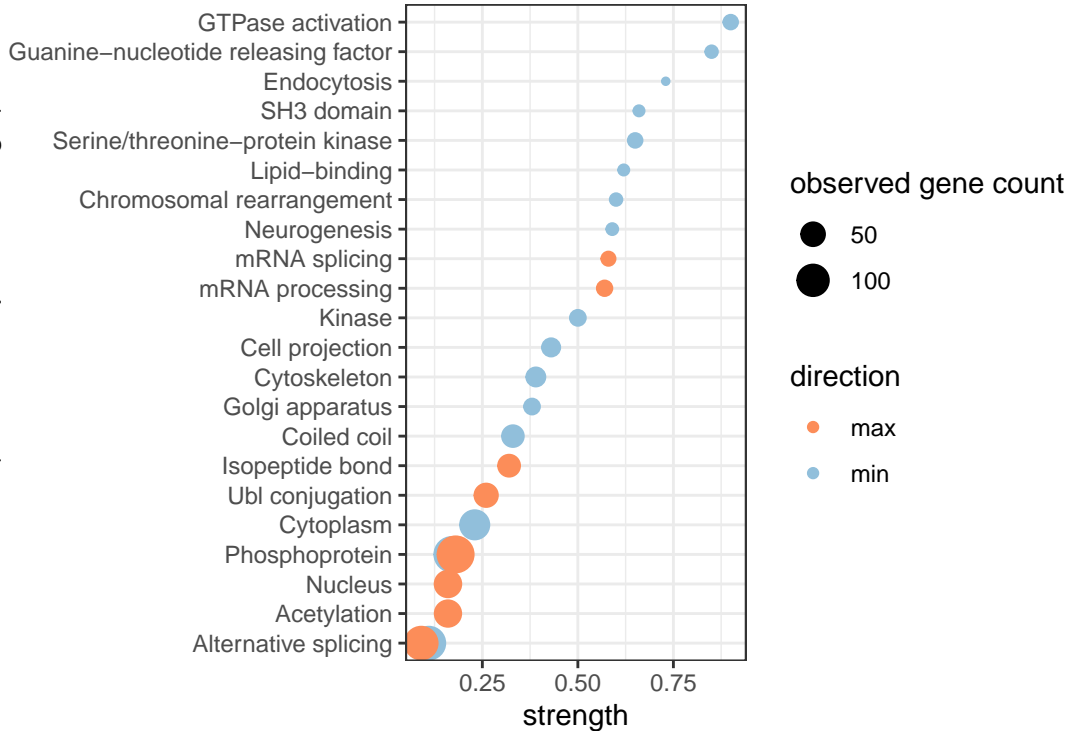 GTPase activation
Guanine−nucleotide releasing factor
Endocytosis
SH3 domain
Serine/threonine−protein kinase
Lipid−binding
Chromosomal rearrangement
Neurogenesis
mRNA splicing
mRNA processing
Kinase
Cell projection
Cytoskeleton
Golgi apparatus
Coiled coil
Isopeptide bond
Ubl conjugation
Cytoplasm
Phosphoprotein
Nucleus
Acetylation
Alternative splicing
0.25 0.50 0.75
strength
observed gene count
50
100
direction
max
min